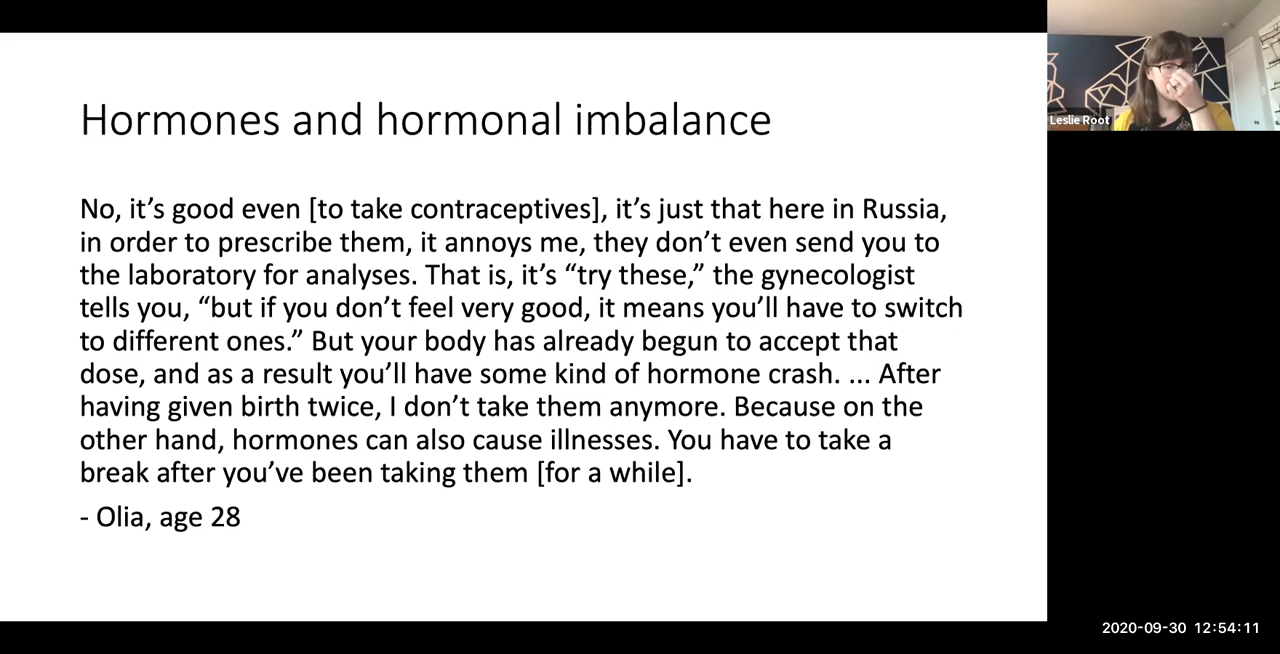 Hormones and hormonal imbalance
No, it’s good even [to take contraceptives], it’s just that here in Russia,
in order to prescribe them, it annoys me, they don’t even send you to
the laboratory for analyses. That is, it’s “try these,” the gynecologist
tells you, “but if you don’t feel very good, it means you’ll have to switch
to different ones.” But your body has already begun to accept that
dose, and as a result you’ll have some kind of hormone crash. ... After
having given birth twice, I don’t take them anymore. Because on the
other hand, hormones can also cause illnesses. You have to take a
break after you’ve been taking them [for a while].
- Olia, age 28
Leslie Root
2020-09-30 12:54:11